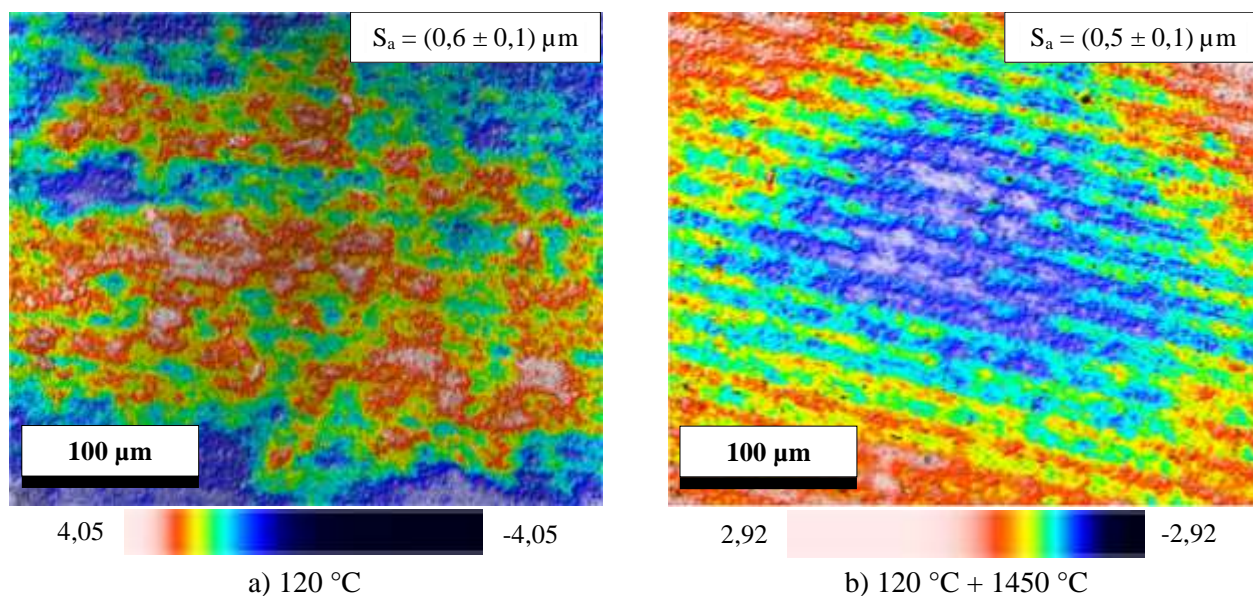 Sₐ = (0,6 ± 0,1) µm
100 µm
4,05
-4,05
a) 120 °C
Sₐ = (0,5 ± 0,1) µm
100 µm
2,92
-2,92
b) 120 °C + 1450 °C